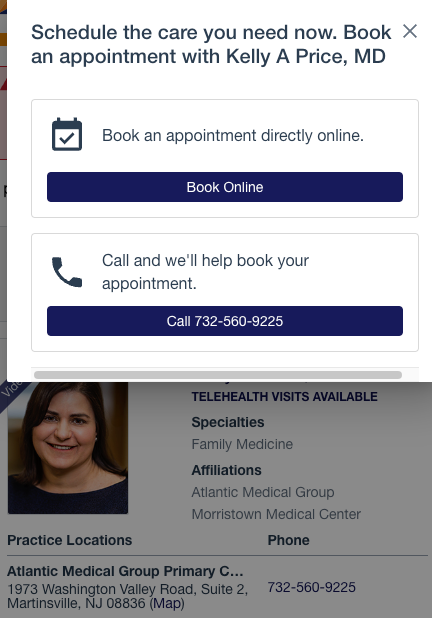 Schedule the care you need now. Book
an appointment with Kelly A Price, MD
Book an appointment directly online.
Book Online
Call and we'll help book your
appointment.
Call 732-560-9225
TELEHEALTH VISITS AVAILABLE
Specialties
Family Medicine
Affiliations
Atlantic Medical Group
Morristown Medical Center
Practice Locations
Phone
Atlantic Medical Group Primary C...
1973 Washington Valley Road, Suite 2,
Martinsville, NJ 08836 (Map)
732-560-9225